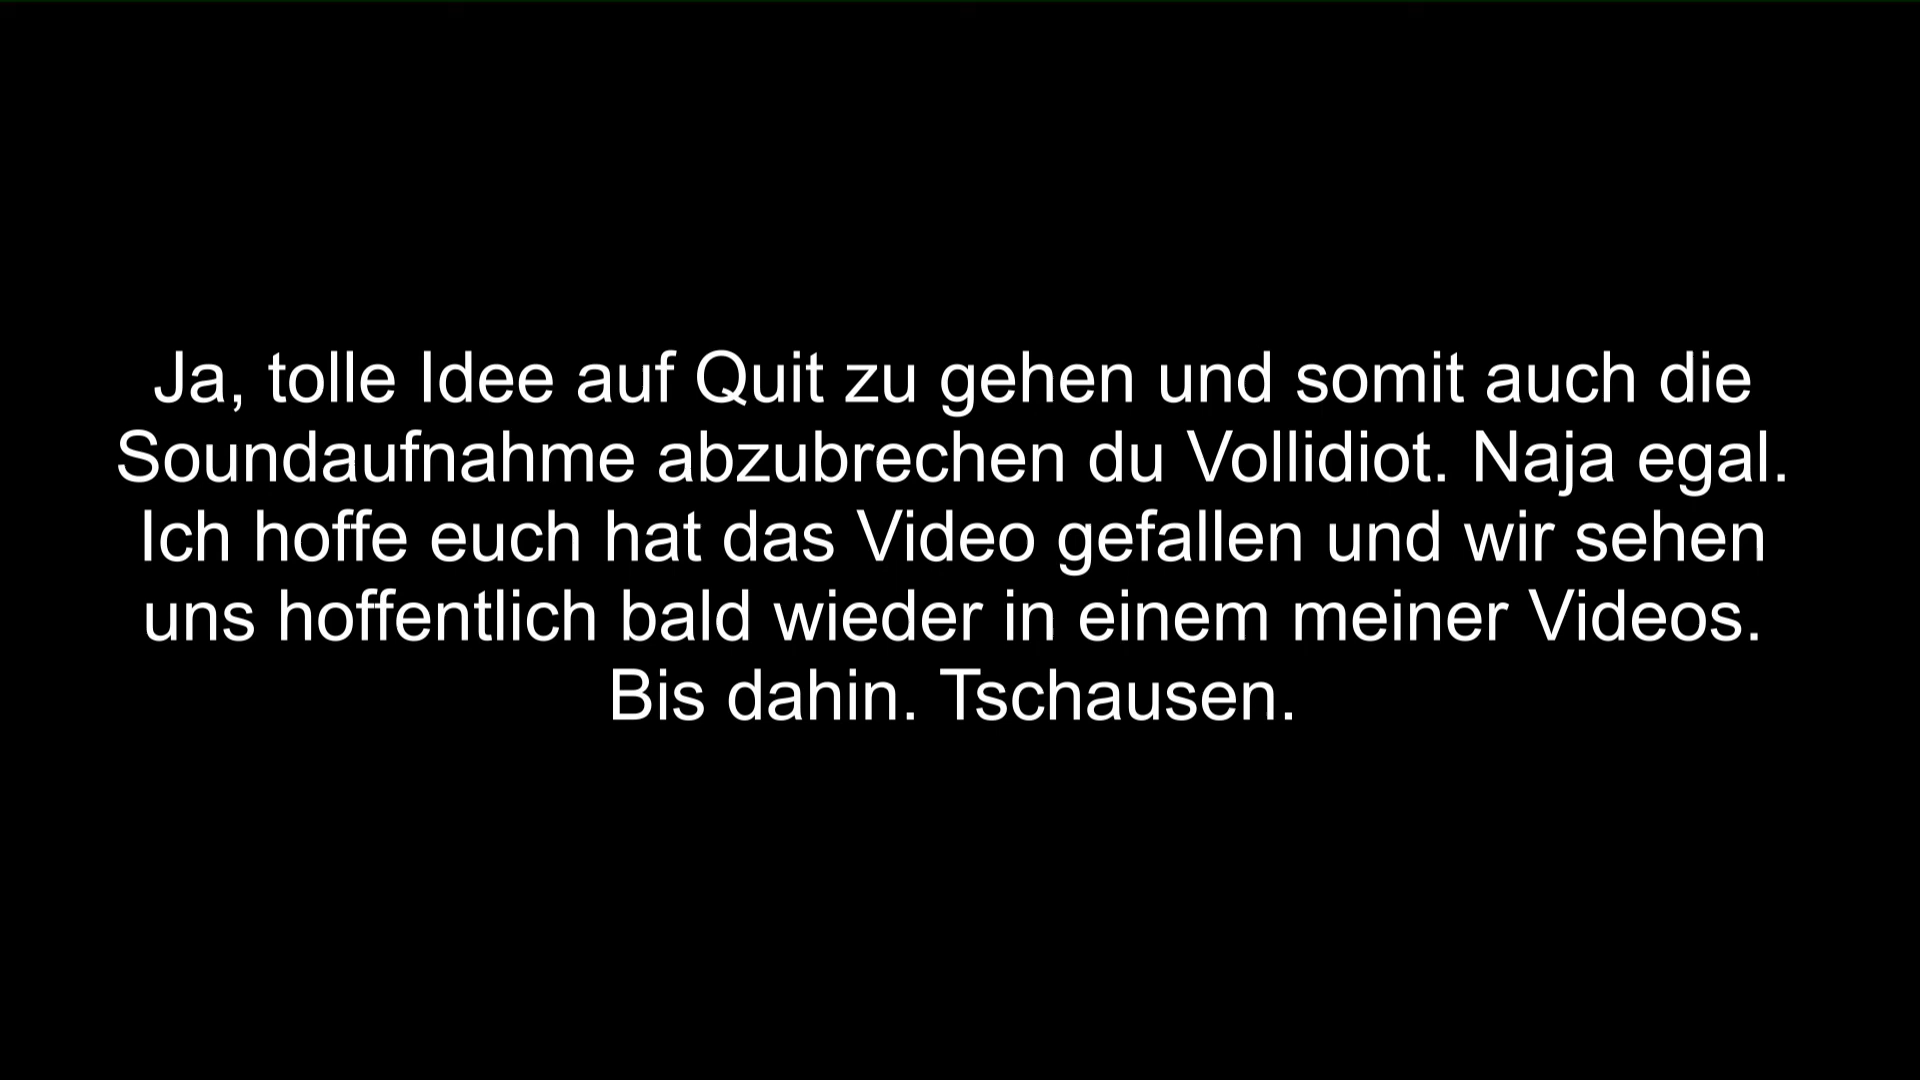 Ja, tolle Idee auf Quit zu gehen und somit auch die
Soundaufnahme abzubrechen du Vollidiot. Naja egal.
Ich hoffe euch hat das Video gefallen und wir sehen
uns hoffentlich bald wieder in einem meiner Videos.
Bis dahin. Tschausen.